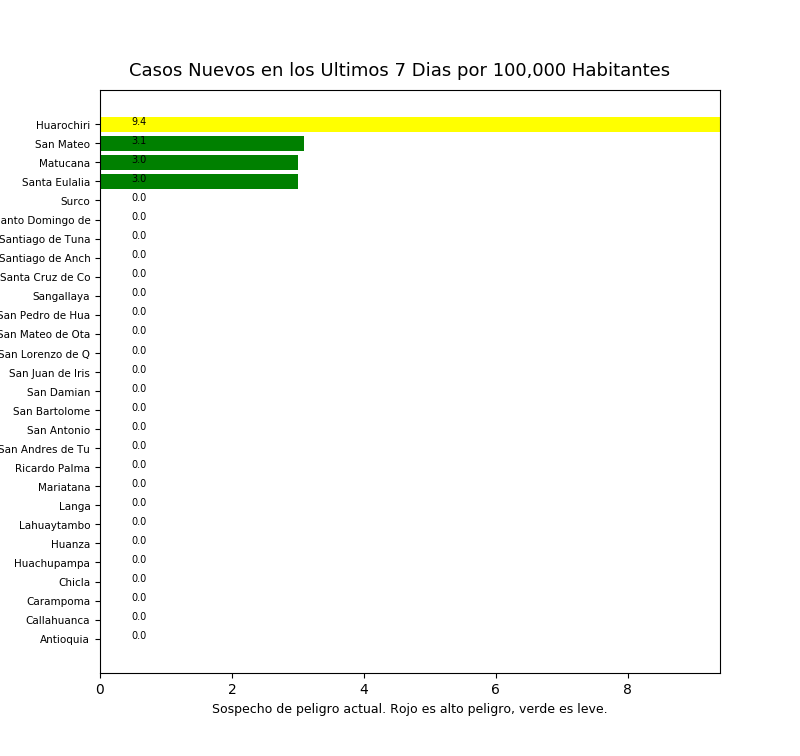 Casos Nuevos en los Ultimos 7 Dias por 100,000 Habitantes
Huarochiri 9.4
San Mateo 3.1
Matucana 3.0
Santa Eulalia 3.0
Surco 0.0
anto Domingo de 0.0
Santiago de Tuna 0.0
Santiago de Anch 0.0
Santa Cruz de Co 0.0
Sangallaya 0.0
San Pedro de Hua 0.0
San Mateo de Ota 0.0
San Lorenzo de Q 0.0
San Juan de Iris 0.0
San Damian 0.0
San Bartolome 0.0
San Antonio 0.0
San Andres de Tu 0.0
Ricardo Palma 0.0
Mariatana 0.0
Langa 0.0
Lahuaytambo 0.0
Huanza 0.0
Huachupampa 0.0
Chicla 0.0
Carampoma 0.0
Callahuanca 0.0
Antioquia 0.0
0 2 4 6 8
Sospecho de peligro actual. Rojo es alto peligro, verde es leve.